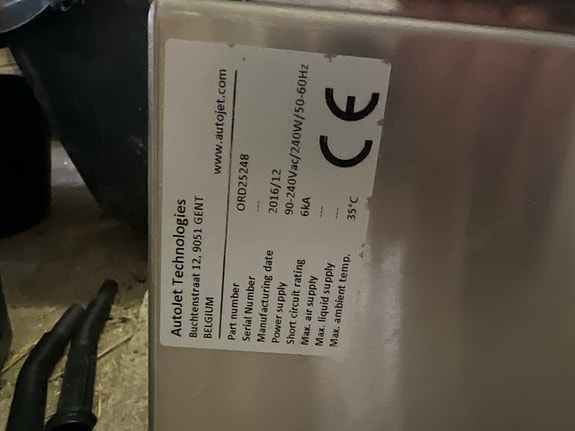 AutoJet Technologies
Buchtenstraat 12, 9051 GENT
BELGIUM
www.autojet.com
Part number ORD25248
Serial Number ---
Manufacturing date 2016/12
Power supply 90-240Vac/240W/50-60Hz
Short circuit rating 6kA
Max. air supply ---
Max. liquid supply ---
Max. ambient temp. 35°C
CE